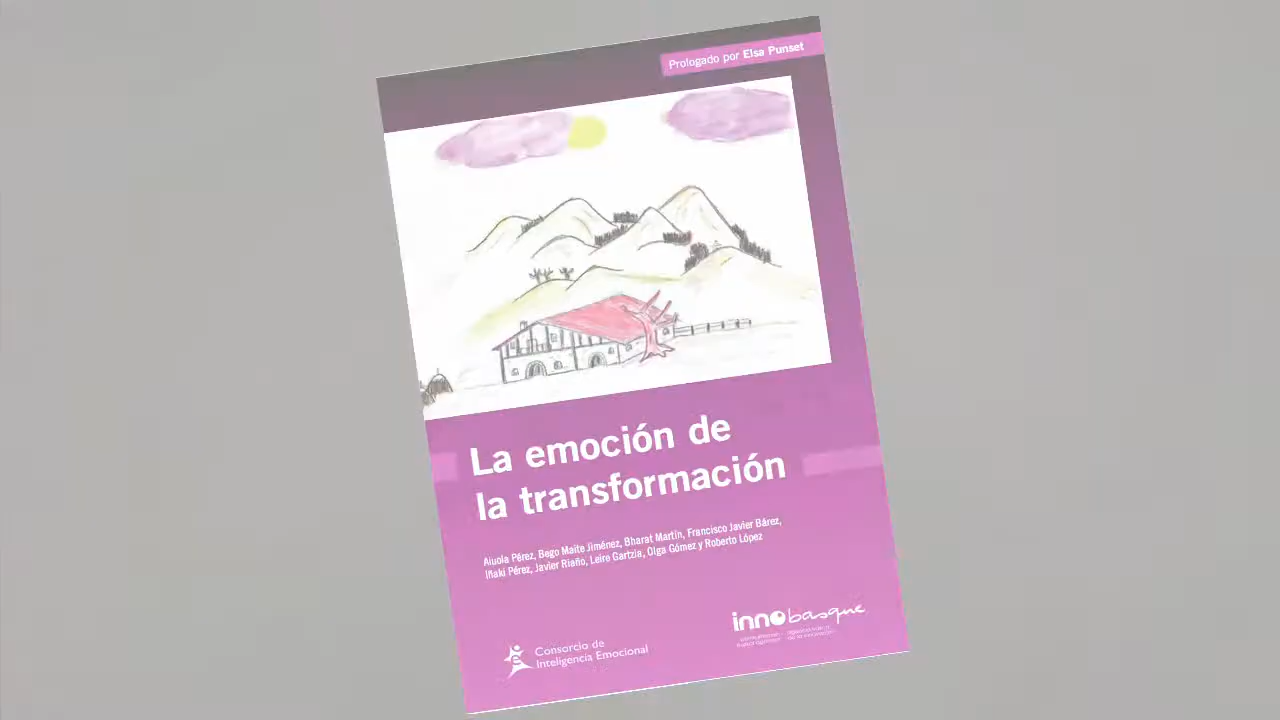 Prologado por Elsa Punset
La emoción de
la transformación
Aiuola Pérez, Bego Maite Jiménez, Bharat Martín, Francisco Javier Bárez,
Iñaki Pérez, Javier Riaño, Leire Gartzia, Olga Gómez y Roberto López
innobasque
Consorcio de
Inteligencia Emocional